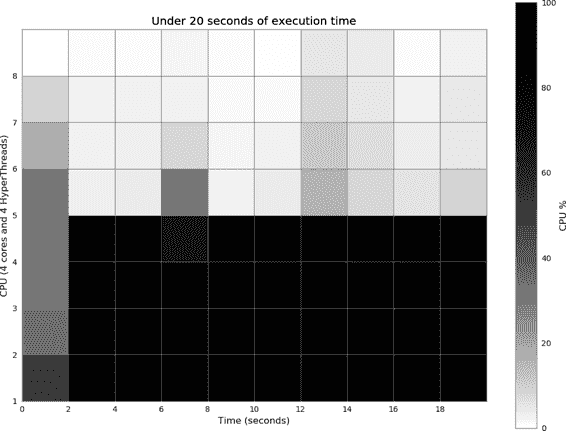 Under 20 seconds of execution time
100
80
60
40
20
0
CPU %
8
7
6
5
4
3
2
1
CPU (4 cores and 4 HyperThreads)
0 2 4 6 8 10 12 14 16 18
Time (seconds)